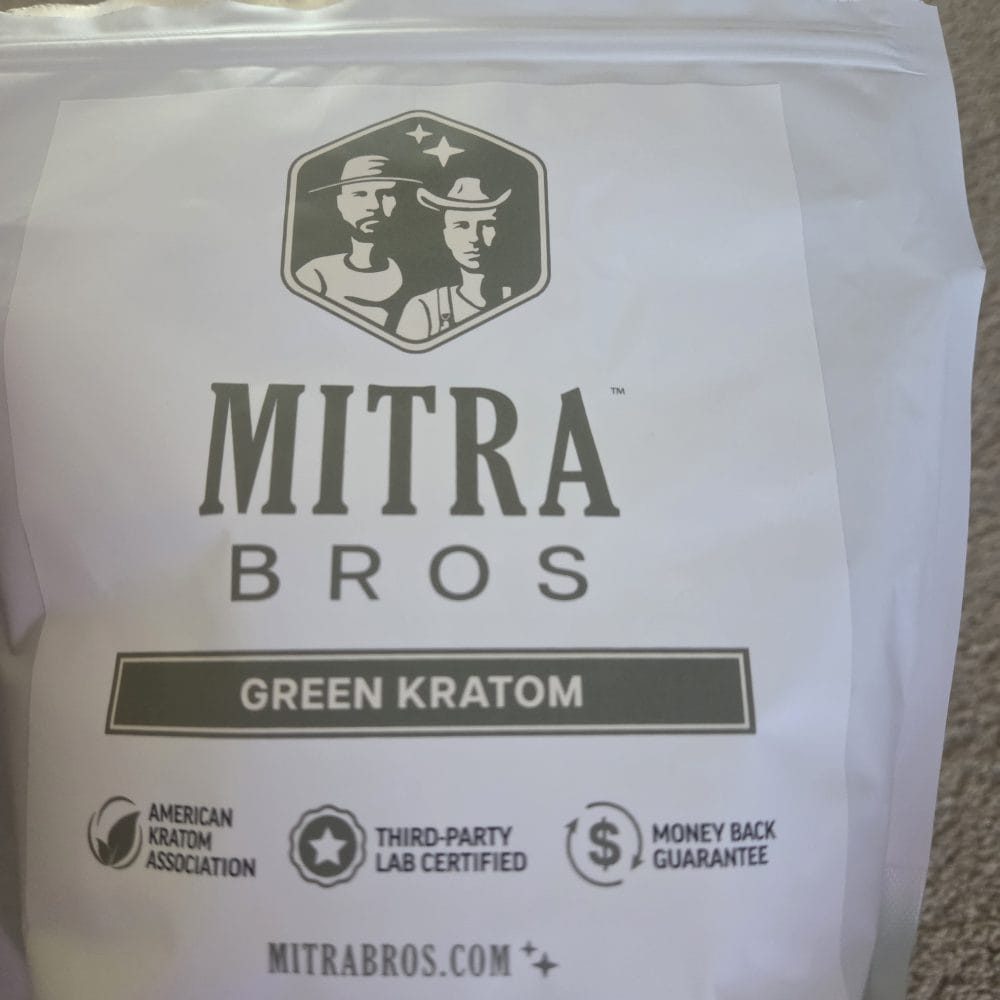 MITRA™
BROS
GREEN KRATOM
AMERICAN
KRATOM
ASSOCIATION
THIRD-PARTY
LAB CERTIFIED
$
MONEY BACK
GUARANTEE
MITRABROS.COM